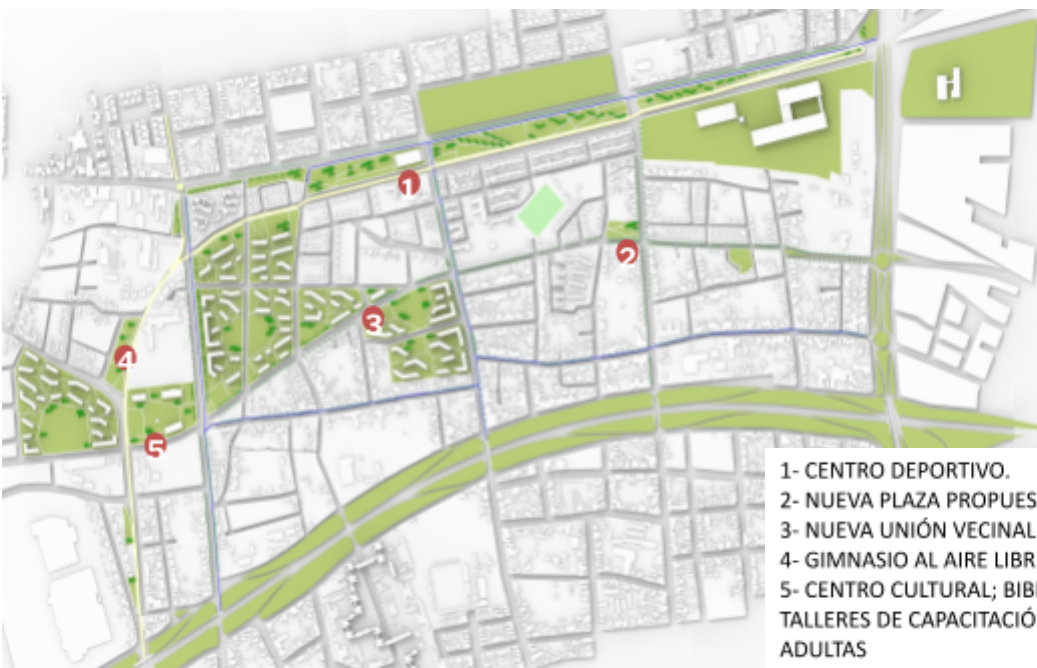 1
2
3
4
5
1- CENTRO DEPORTIVO.
2- NUEVA PLAZA PROPUES
3- NUEVA UNIÓN VECINAL
4- GIMNASIO AL AIRE LIBR
5- CENTRO CULTURAL; BIB
TALLERES DE CAPACITACIÓ
ADULTAS